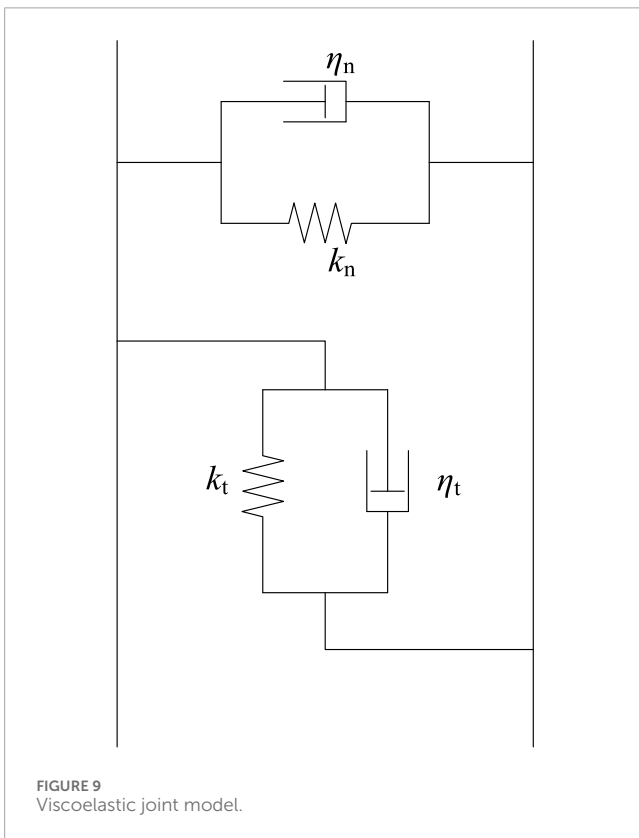 ηn
kn
kt
ηt
FIGURE 9
Viscoelastic joint model.